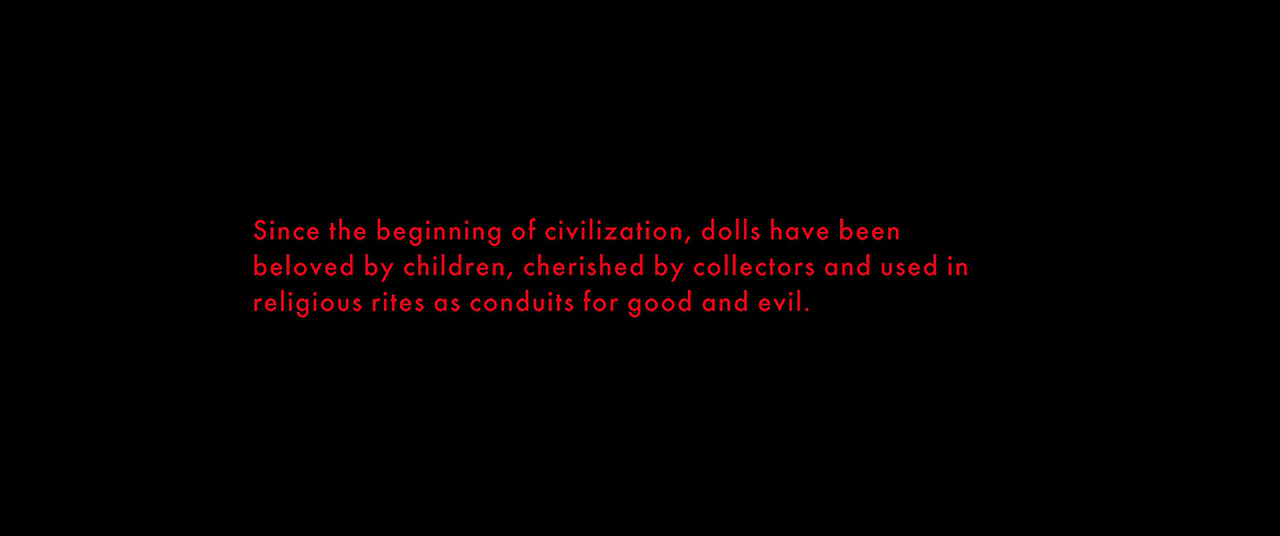 Since the beginning of civilization, dolls have been
beloved by children, cherished by collectors and used in
religious rites as conduits for good and evil.